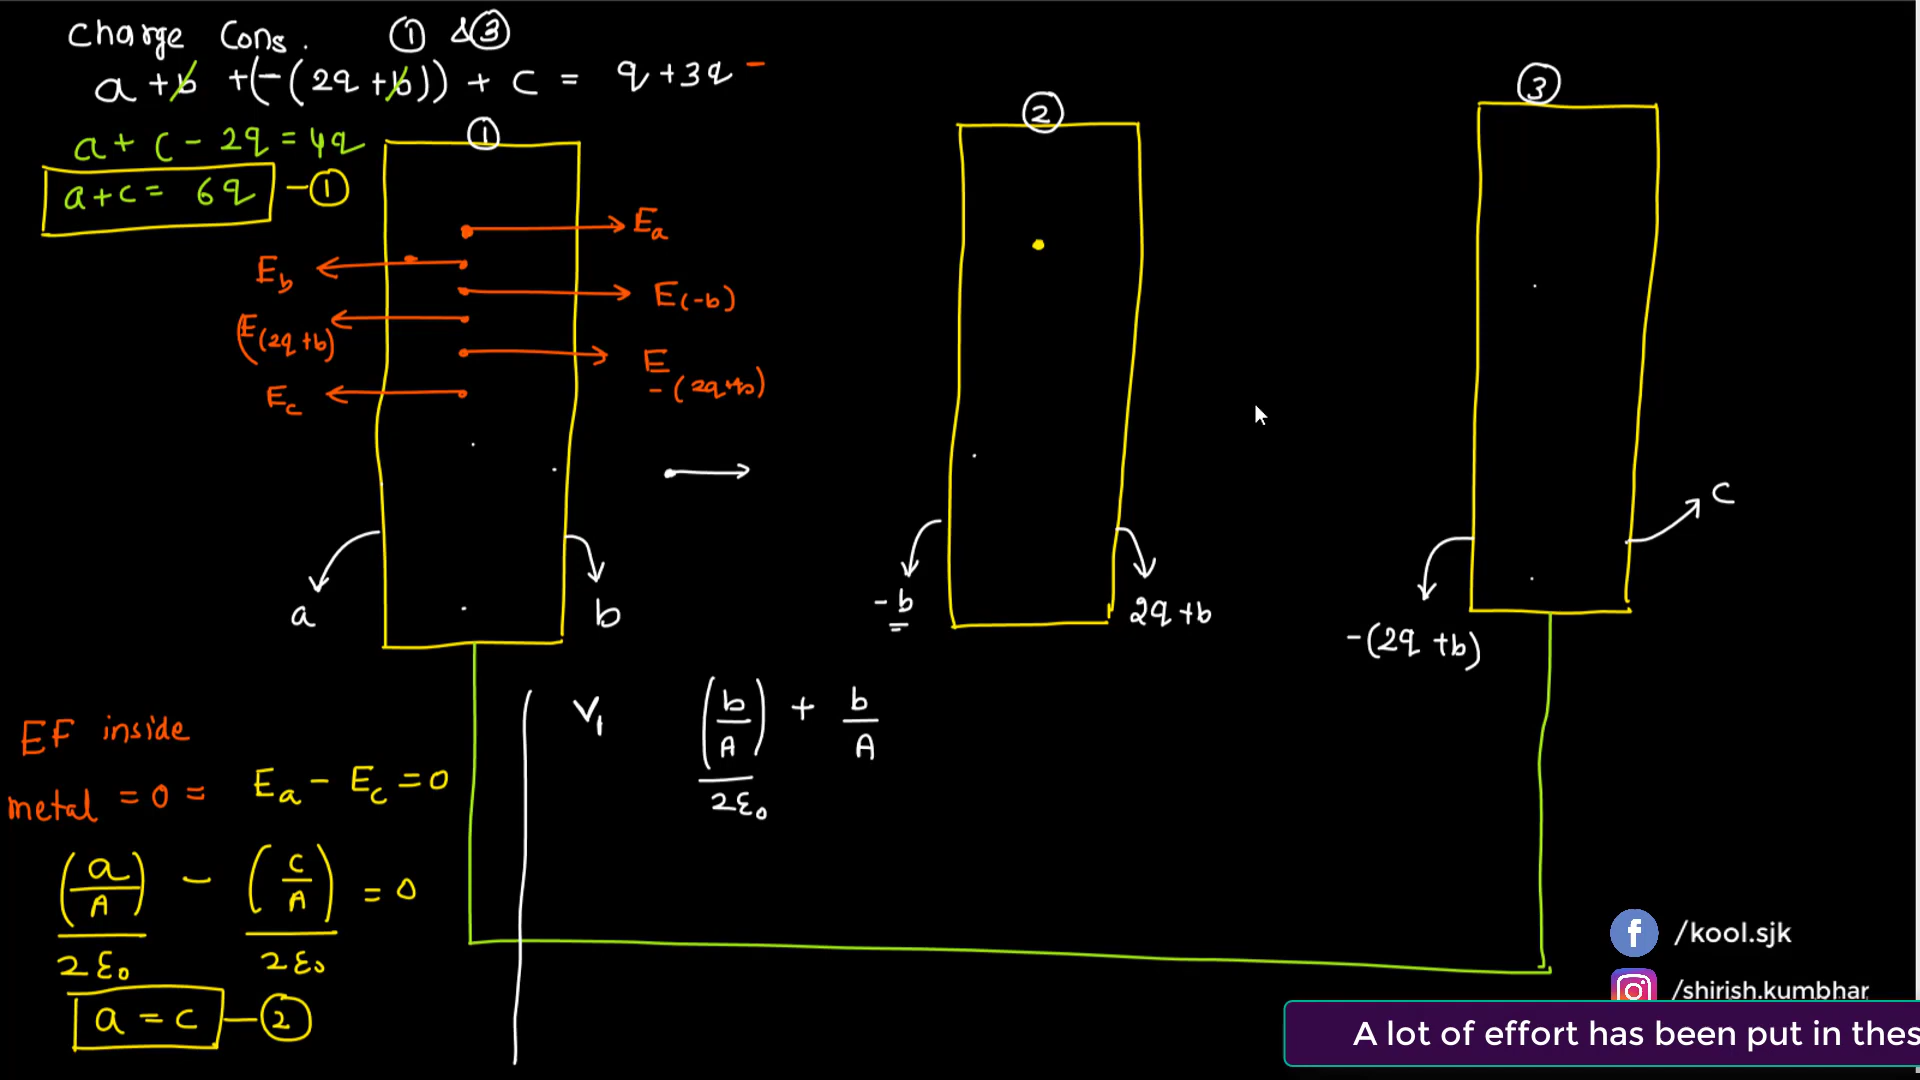 Charge Cons. ① & ③
a + b + (-(2q + b)) + c = q + 3q -
a + c - 2q = 4q
a + c = 6q - ①
①
②
③
Ea
Eb
E(-b)
E(2q + b)
E-(2q+b)
Ec
a
b
-b
2q + b
-(2q + b)
c
EF inside
metal = 0 = Ea - Ec = 0
(a/A)/2ε₀ - (c/A)/2ε₀ = 0
a = c - ②
V₁ (b/A)/2ε₀ + b/A
/kool.sjk
/shirish.kumbhar
A lot of effort has been put in thes